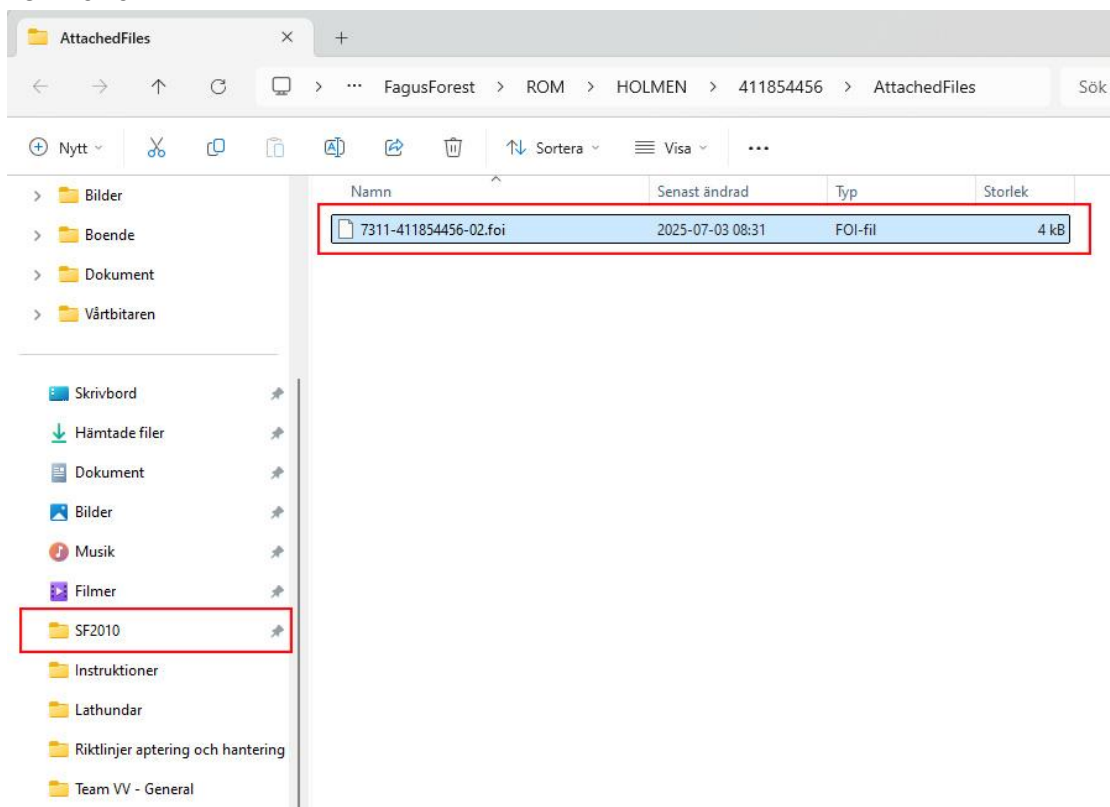 AttachedFiles
FagusForest > ROM > HOLMEN > 411854456 > AttachedFiles
Sök
Nytt
Sortera
Visa
Namn
Senast ändrad
Typ
Storlek
7311-411854456-02.foi
2025-07-03 08:31
FOI-fil
4 kB
Bilder
Boende
Dokument
Vårtbitaren
Skrivbord
Hämtade filer
Dokument
Bilder
Musik
Filmer
SF2010
Instruktioner
Lathundar
Riktlinjer aptering och hantering
Team VV - General